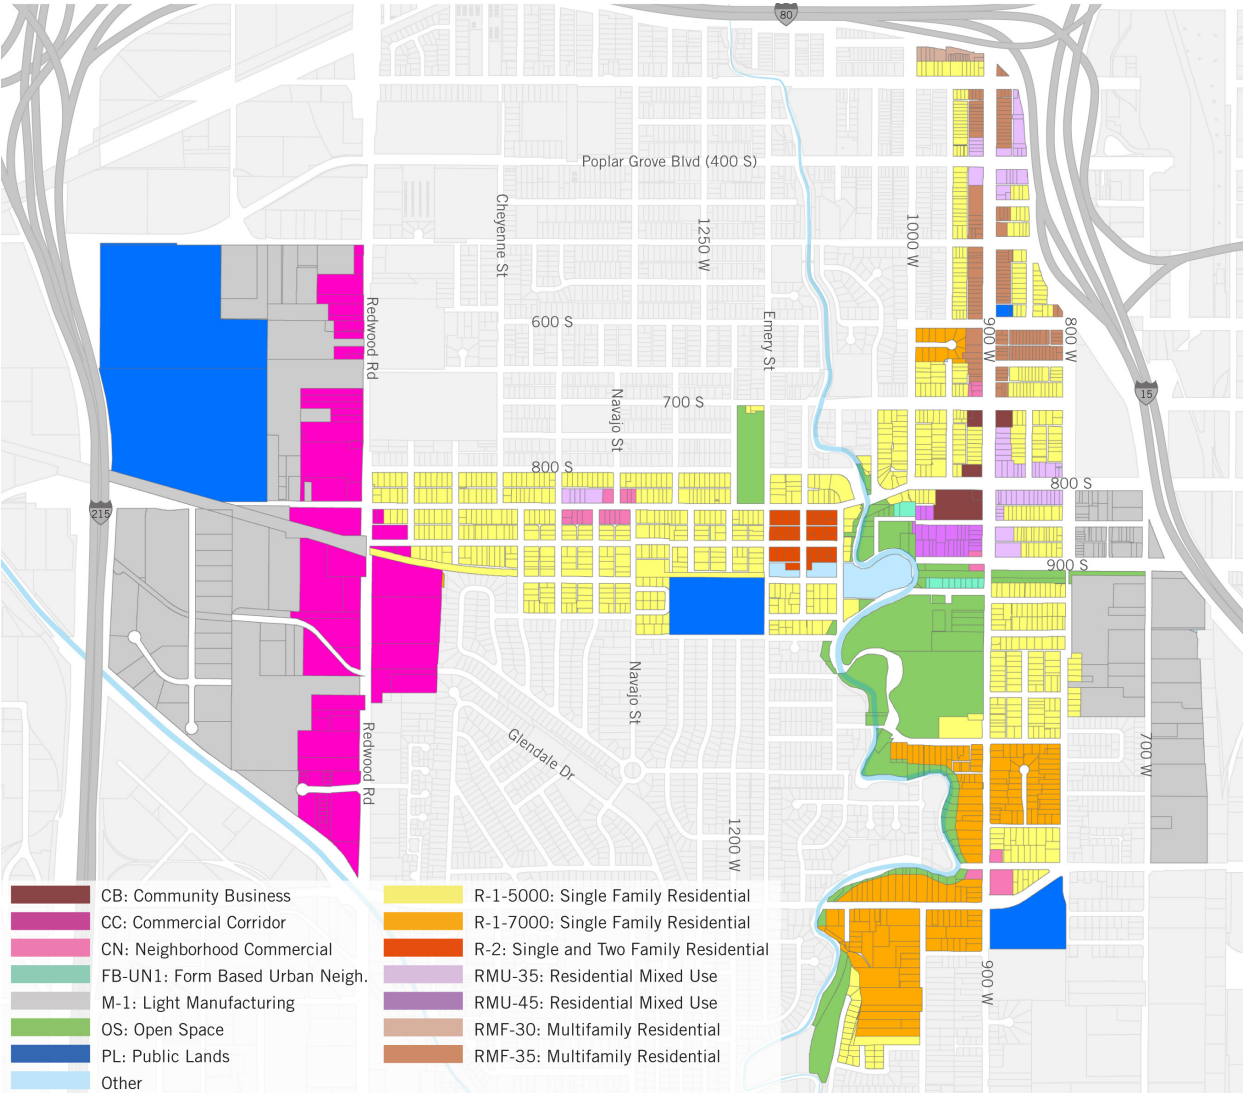 80
Poplar Grove Blvd (400 S)
Cheyenne St
1250 W
1000 W
Redwood Rd
600 S
Emery St
900 W
800 W
15
Navajo St
700 S
800 S
800 S
215
900 S
Navajo St
Glendale Dr
Redwood Rd
700 W
1200 W
900 W
CB: Community Business
CC: Commercial Corridor
CN: Neighborhood Commercial
FB-UN1: Form Based Urban Neigh.
M-1: Light Manufacturing
OS: Open Space
PL: Public Lands
Other
R-1-5000: Single Family Residential
R-1-7000: Single Family Residential
R-2: Single and Two Family Residential
RMU-35: Residential Mixed Use
RMU-45: Residential Mixed Use
RMF-30: Multifamily Residential
RMF-35: Multifamily Residential